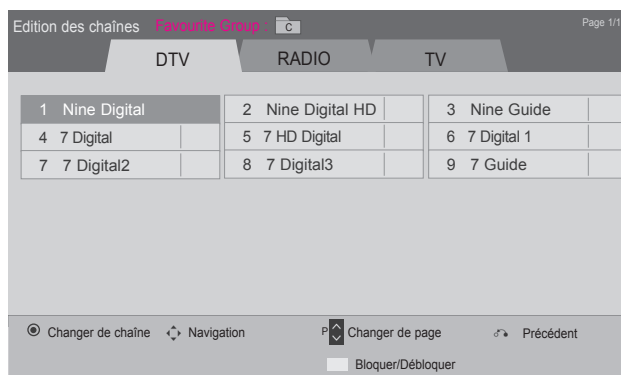 Edition des chaînes Favourite Group : C Page 1/1
DTV RADIO TV
1 Nine Digital 2 Nine Digital HD 3 Nine Guide
4 7 Digital 5 7 HD Digital 6 7 Digital 1
7 7 Digital2 8 7 Digital3 9 7 Guide
Changer de chaîne Navigation P Changer de page Précédent
Bloquer/Débloquer